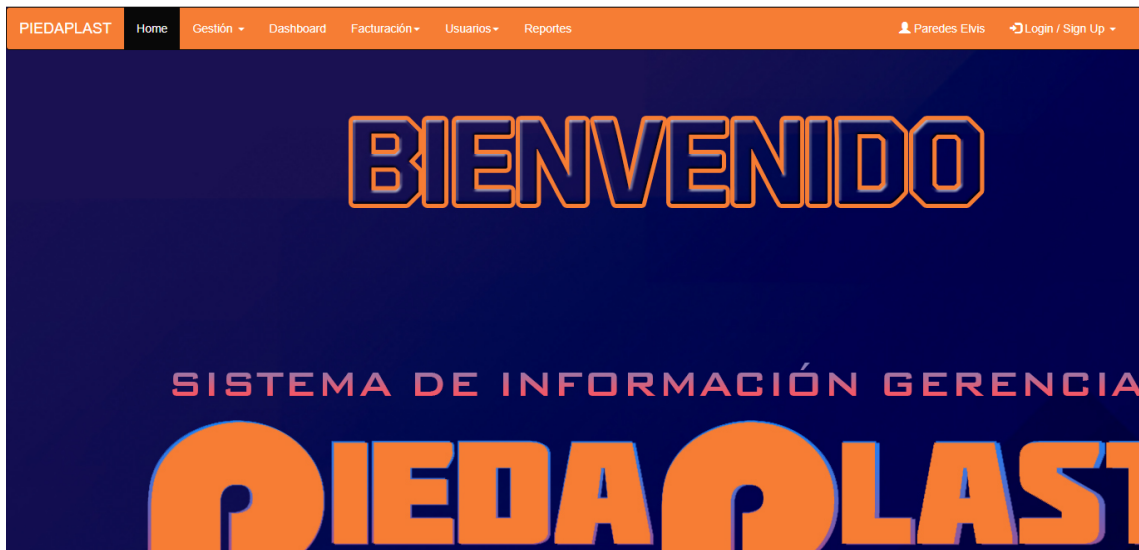 PIEDAPLAST Home Gestión Dashboard Facturación Usuarios Reportes Paredes Elvis Login / Sign Up
BIENVENIDO
SISTEMA DE INFORMACIÓN GERENCIA
PIEDAPLAST